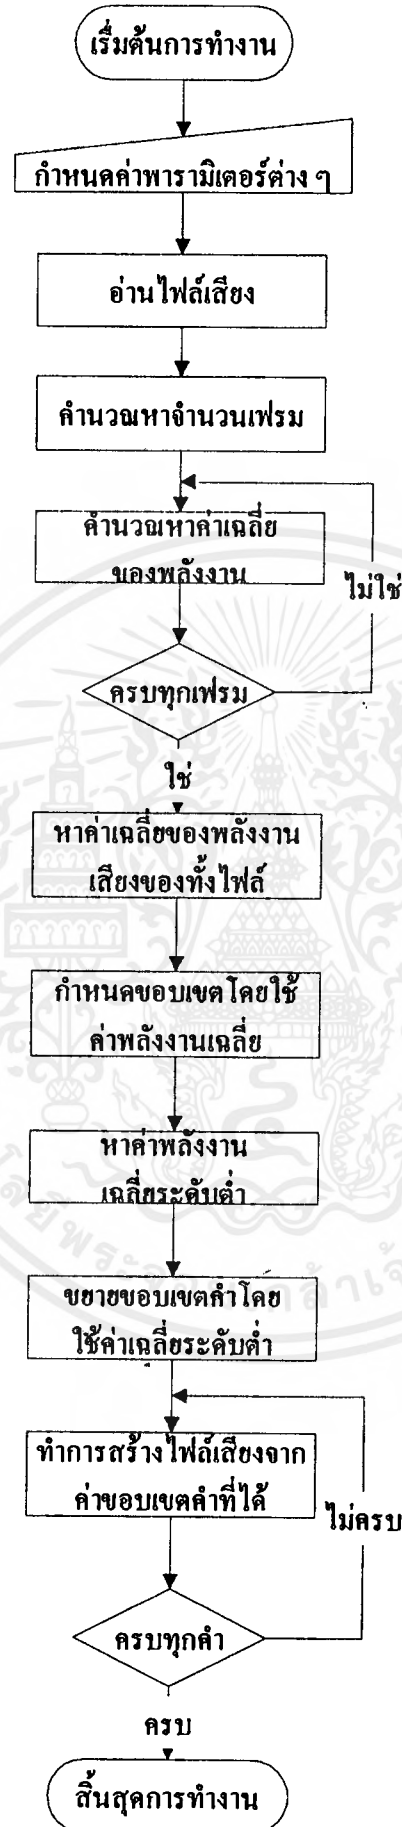 เริ่มต้นการทำงาน
กำหนดค่าพารามิเตอร์ต่าง ๆ
อ่านไฟล์เสียง
คำนวณหาจำนวนเฟรม
คำนวณหาค่าเฉลี่ย
ของพลังงาน
ไม่ใช่
ครบทุกเฟรม
ใช่
หาค่าเฉลี่ยของพลังงาน
เสียงของทั้งไฟล์
กำหนดขอบเขตโดยใช้
ค่าพลังงานเฉลี่ย
หาค่าพลังงาน
เฉลี่ยระดับต่ำ
ขยายขอบเขตคำโดย
ใช้ค่าเฉลี่ยระดับต่ำ
ทำการสร้างไฟล์เสียงจาก
ค่าขอบเขตคำที่ได้
ไม่ครบ
ครบทุกคำ
ครบ
สิ้นสุดการทำงาน